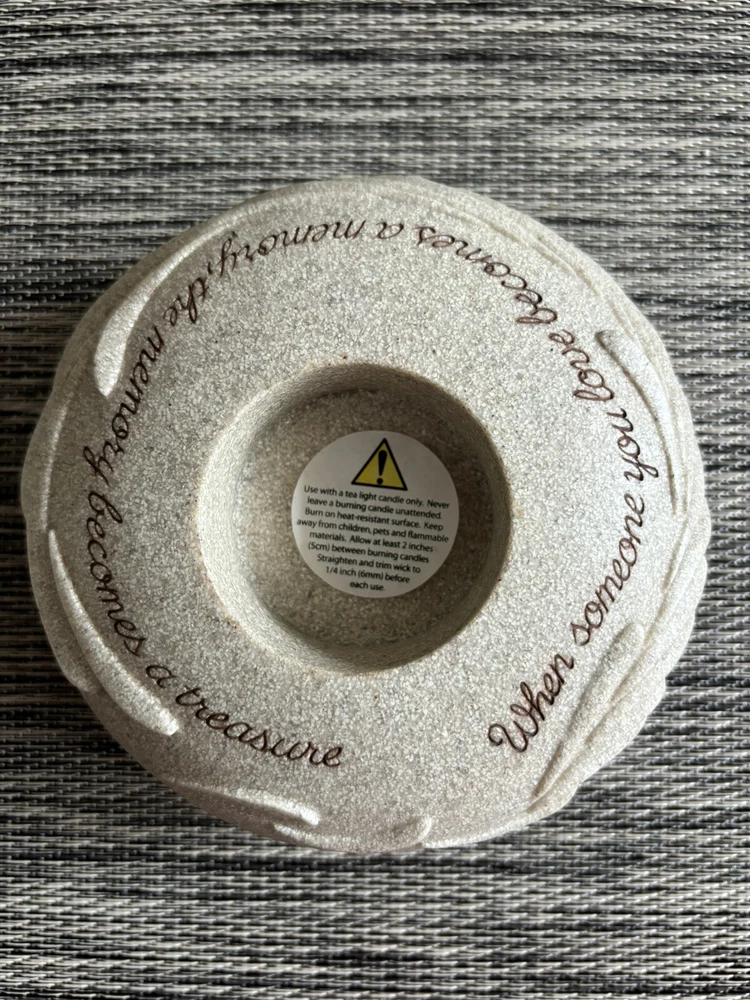 When someone you love becomes a memory, the memory becomes a treasure
Use with a tea light candle only. Never
leave a burning candle unattended.
Burn on heat-resistant surface. Keep
away from children, pets and flammable
materials. Allow at least 2 inches
(5cm) between burning candles
Straighten and trim wick to
1/4 inch (6mm) before
each use.